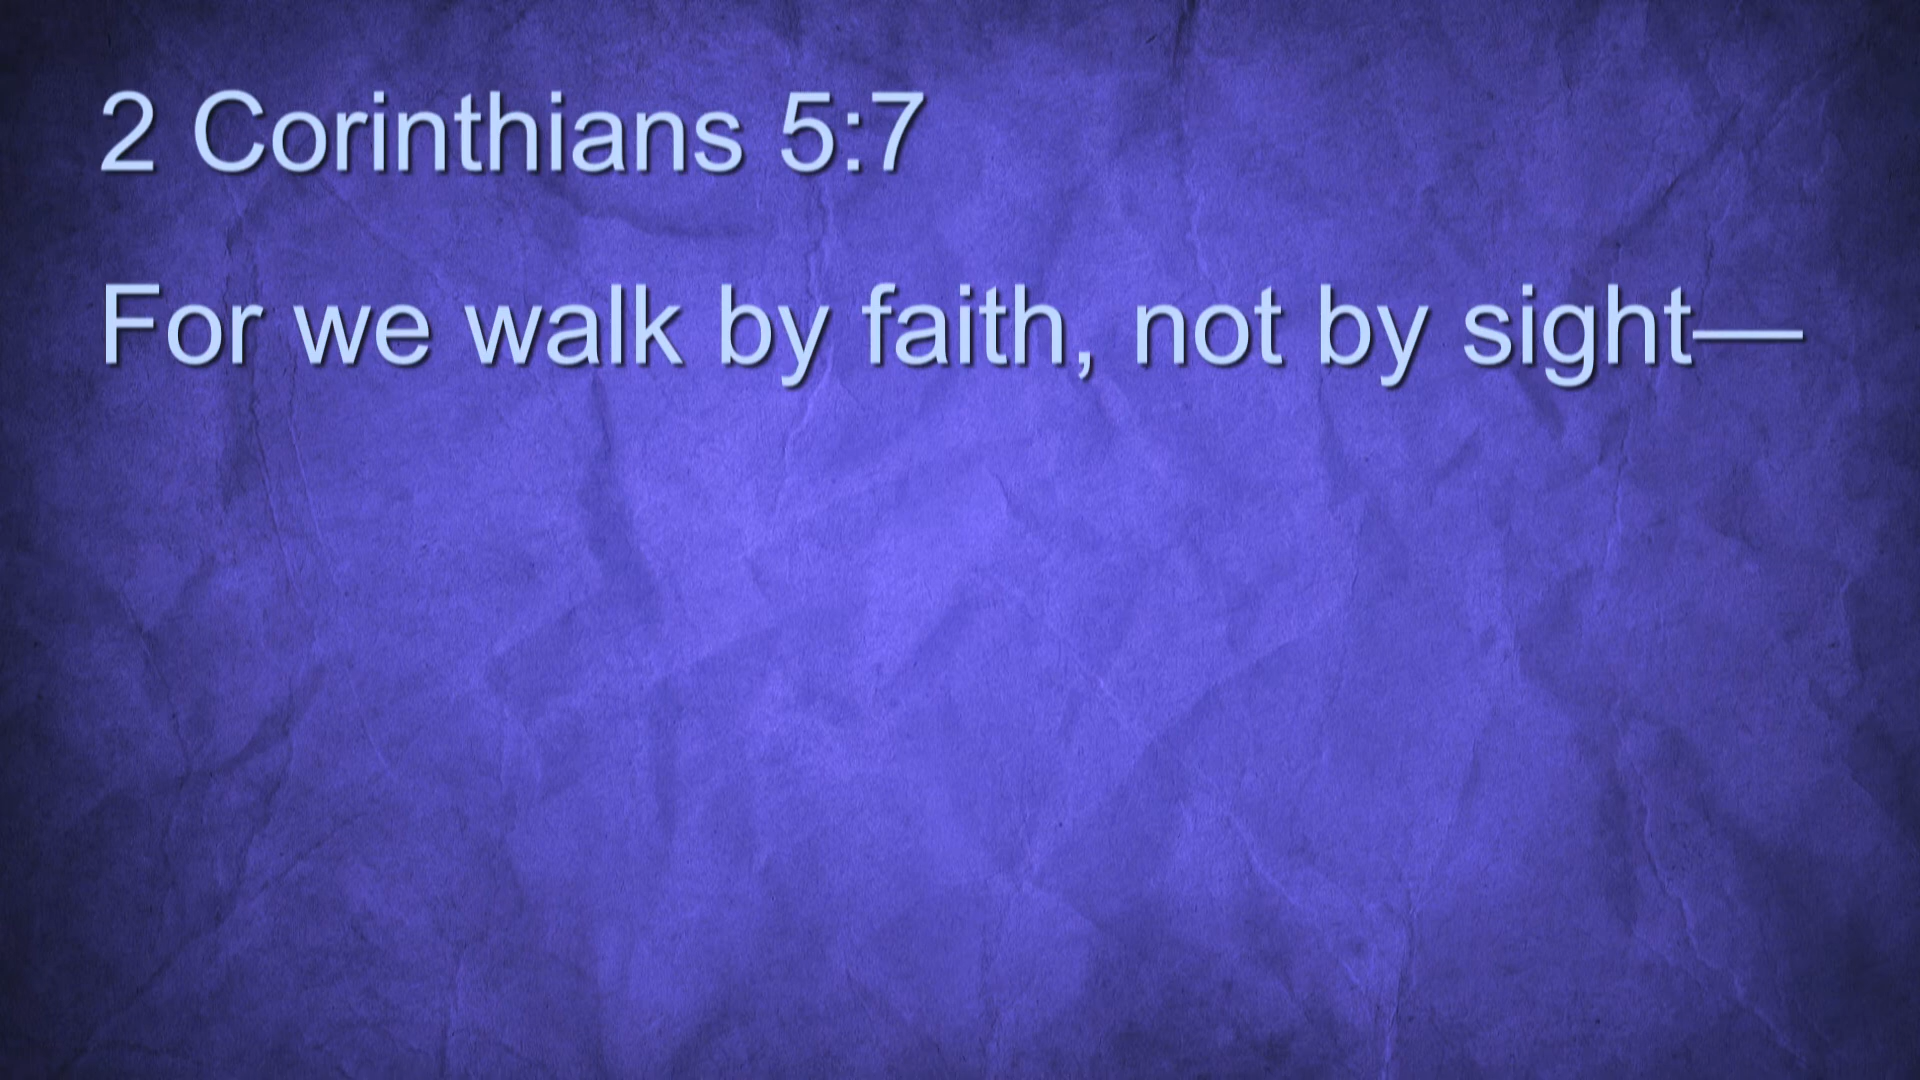 2 Corinthians 5:7
For we walk by faith, not by sight—